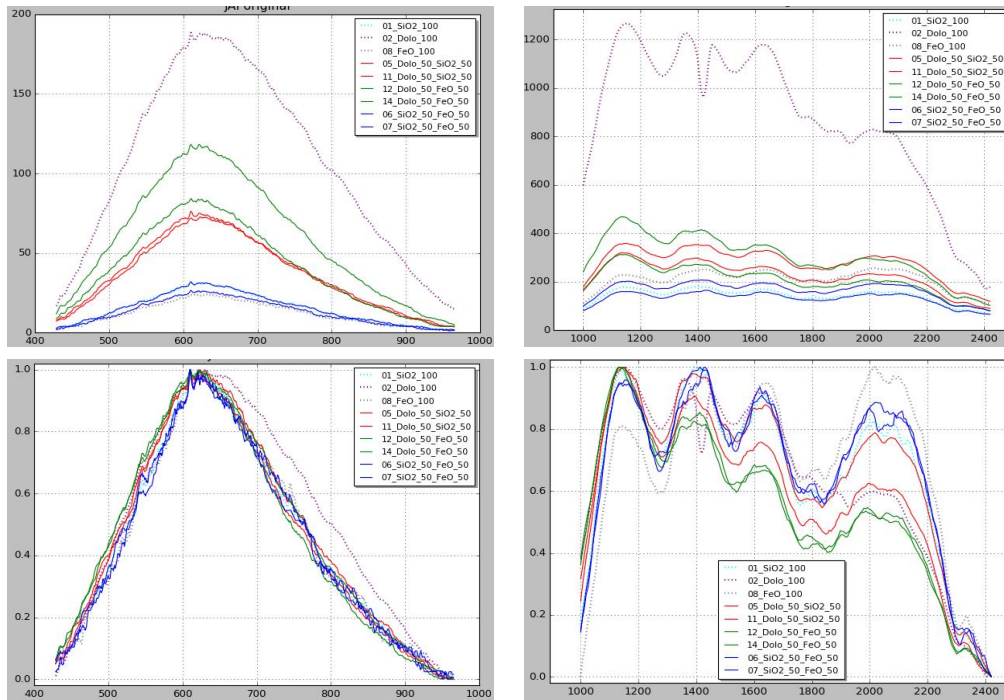 JAI original
200
150
100
50
0
400 500 600 700 800 900 1000
01_SiO2_100
02_Dolo_100
08_FeO_100
05_Dolo_50_SiO2_50
11_Dolo_50_SiO2_50
12_Dolo_50_FeO_50
14_Dolo_50_FeO_50
06_SiO2_50_FeO_50
07_SiO2_50_FeO_50
1200
1000
800
600
400
200
0
1000 1200 1400 1600 1800 2000 2200 2400
01_SiO2_100
02_Dolo_100
08_FeO_100
05_Dolo_50_SiO2_50
11_Dolo_50_SiO2_50
12_Dolo_50_FeO_50
14_Dolo_50_FeO_50
06_SiO2_50_FeO_50
07_SiO2_50_FeO_50
1.0
0.8
0.6
0.4
0.2
0.0
400 500 600 700 800 900 1000
01_SiO2_100
02_Dolo_100
08_FeO_100
05_Dolo_50_SiO2_50
11_Dolo_50_SiO2_50
12_Dolo_50_FeO_50
14_Dolo_50_FeO_50
06_SiO2_50_FeO_50
07_SiO2_50_FeO_50
1.0
0.8
0.6
0.4
0.2
0.0
1000 1200 1400 1600 1800 2000 2200 2400
01_SiO2_100
02_Dolo_100
08_FeO_100
05_Dolo_50_SiO2_50
11_Dolo_50_SiO2_50
12_Dolo_50_FeO_50
14_Dolo_50_FeO_50
06_SiO2_50_FeO_50
07_SiO2_50_FeO_50